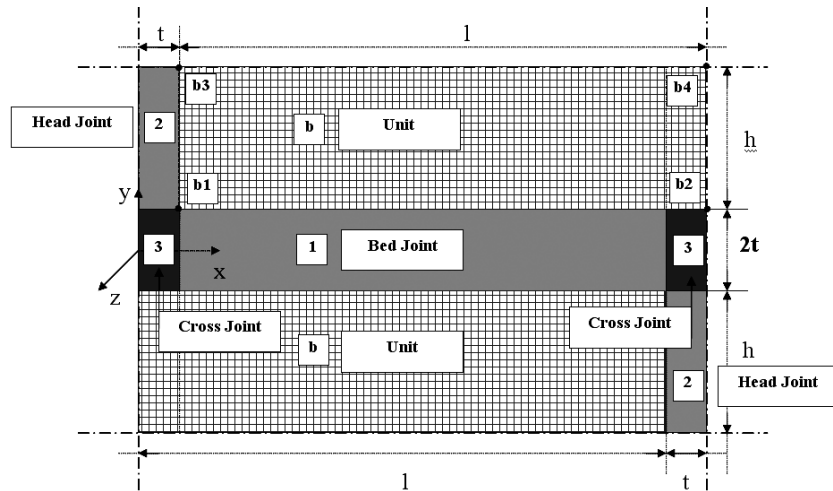 t
l
b3
b4
Head Joint
2
b
Unit
h
y
b1
b2
3
1
Bed Joint
3
2t
x
z
Cross Joint
Cross Joint
b
Unit
h
2
Head Joint
l
t